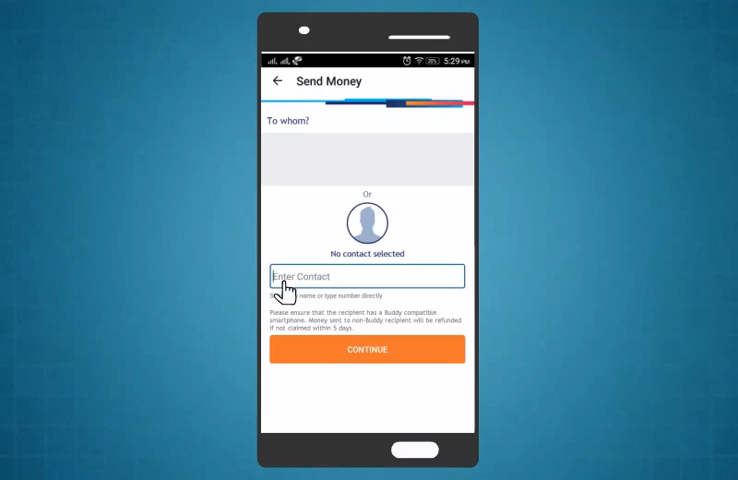 5:29 PM
Send Money
To whom?
Or
No contact selected
Enter Contact
name or type number directly
Please ensure that the recipient has a Buddy compatible
smartphone. Money sent to non-Buddy recipient will be refunded
if not claimed within 5 days.
CONTINUE